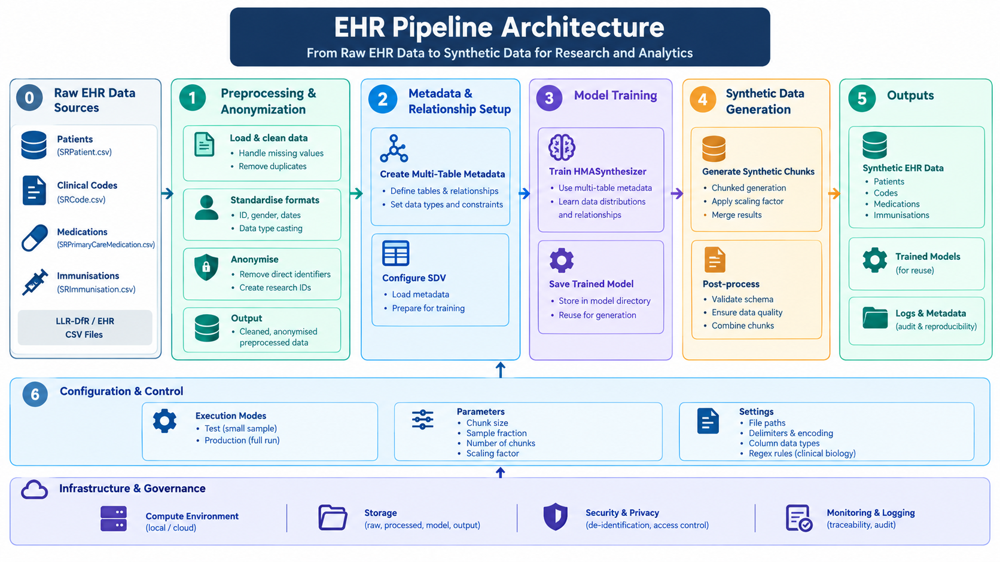 EHR Pipeline Architecture
From Raw EHR Data to Synthetic Data for Research and Analytics
0
Raw EHR Data
Sources
Patients
(SRPatient.csv)
Clinical Codes
(SRCode.csv)
Medications
(SRPrimaryCareMedication.csv)
Immunisations
(SRImmunisation.csv)
LLR-DfR / EHR
CSV Files
1
Preprocessing &
Anonymization
Load & clean data
• Handle missing values
• Remove duplicates
Standardise formats
• ID, gender, dates
• Data type casting
Anonymise
• Remove direct identifiers
• Create research IDs
Output
• Cleaned, anonymised
preprocessed data
2
Metadata &
Relationship Setup
Create Multi-Table Metadata
• Define tables & relationships
• Set data types and constraints
Configure SDV
• Load metadata
• Prepare for training
3
Model Training
Train HMASynthesizer
• Use multi-table metadata
• Learn data distributions
and relationships
Save Trained Model
• Store in model directory
• Reuse for generation
4
Synthetic Data
Generation
Generate Synthetic Chunks
• Chunked generation
• Apply scaling factor
• Merge results
Post-process
• Validate schema
• Ensure data quality
• Combine chunks
5
Outputs
Synthetic EHR Data
• Patients
• Codes
• Medications
• Immunisations
Trained Models
(for reuse)
Logs & Metadata
(audit & reproducibility)
6
Configuration & Control
Execution Modes
• Test (small sample)
• Production (full run)
Parameters
• Chunk size
• Sample fraction
• Number of chunks
• Scaling factor
Settings
• File paths
• Delimiters & encoding
• Column data types
• Regex rules (clinical biology)
Infrastructure & Governance
Compute Environment
(local / cloud)
Storage
(raw, processed, model, output)
Security & Privacy
(de-identification, access control)
Monitoring & Logging
(traceability, audit)